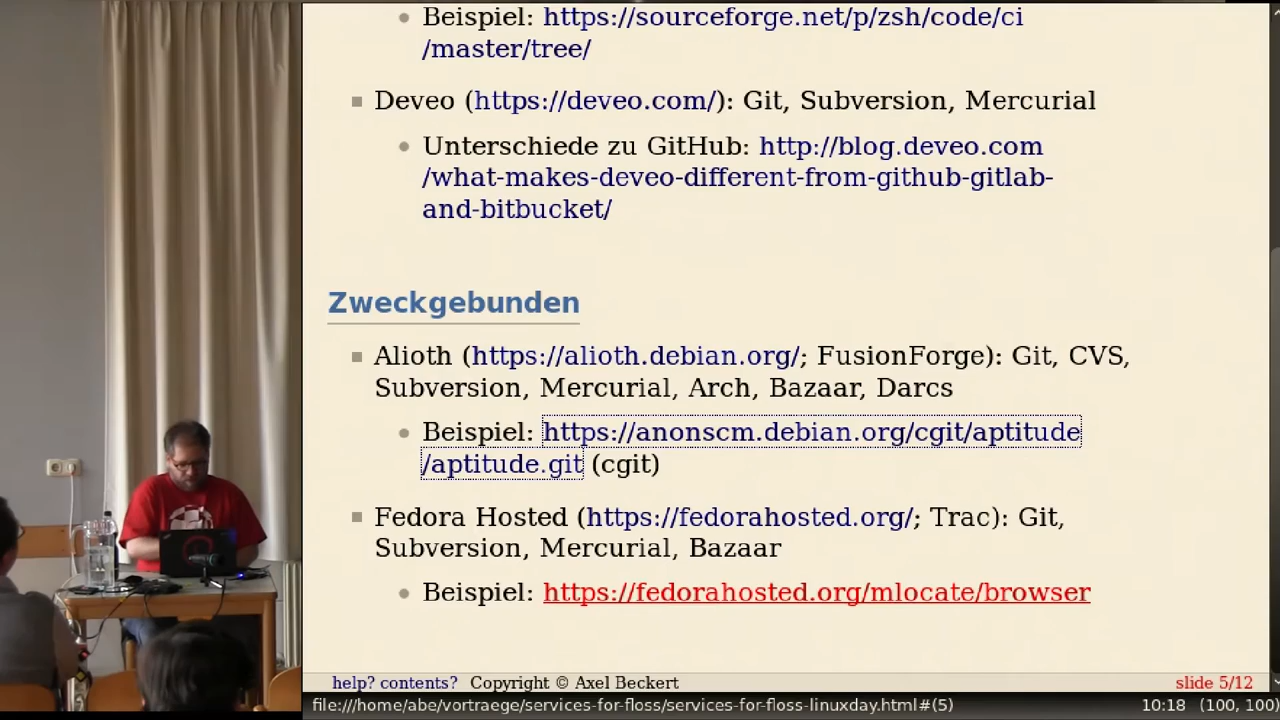 Beispiel: https://sourceforge.net/p/zsh/code/ci
/master/tree/
Deveo (https://deveo.com/): Git, Subversion, Mercurial
Unterschiede zu GitHub: http://blog.deveo.com
/what-makes-deveo-different-from-github-gitlab-
and-bitbucket/
Zweckgebunden
Alioth (https://alioth.debian.org/; FusionForge): Git, CVS,
Subversion, Mercurial, Arch, Bazaar, Darcs
Beispiel: https://anonscm.debian.org/cgit/aptitude
/aptitude.git (cgit)
Fedora Hosted (https://fedorahosted.org/; Trac): Git,
Subversion, Mercurial, Bazaar
Beispiel: https://fedorahosted.org/mlocate/browser
help? contents? Copyright © Axel Beckert slide 5/12
file:///home/abe/vortraege/services-for-floss/services-for-floss-linuxday.html#(5) 10:18 (100, 100)